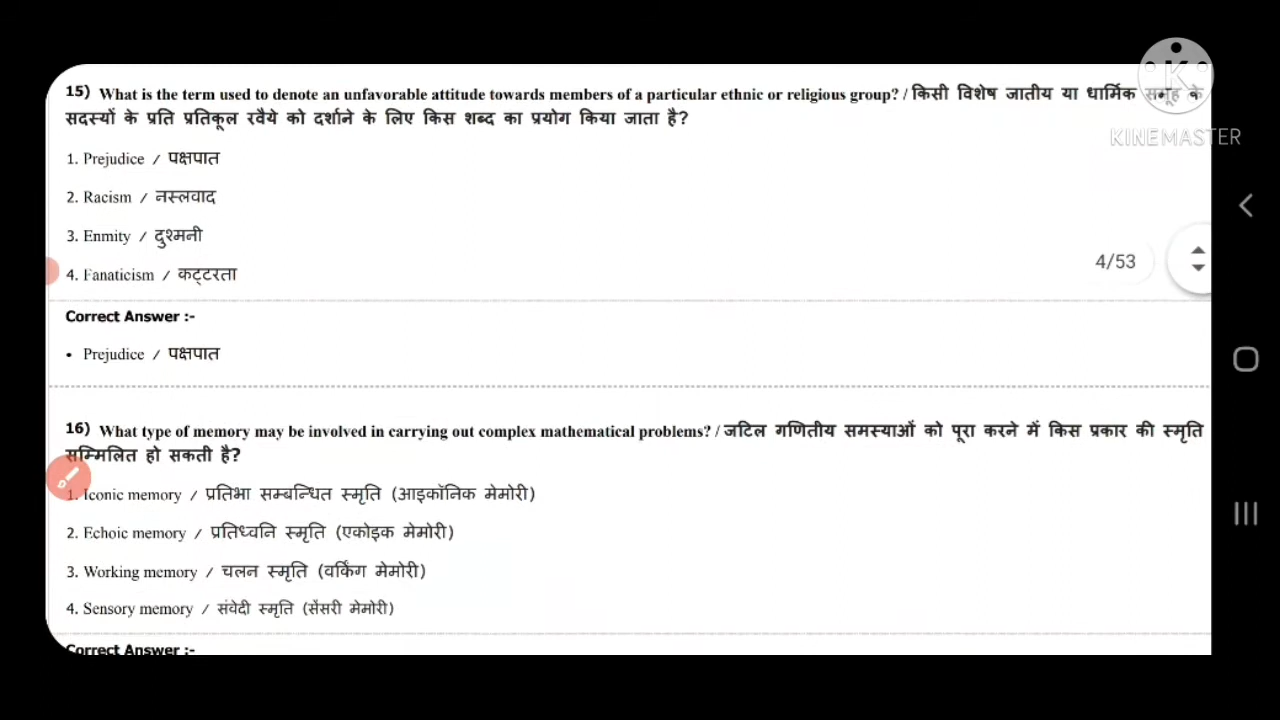 15) What is the term used to denote an unfavorable attitude towards members of a particular ethnic or religious group? / किसी विशेष जातीय या धार्मिक समूह के
सदस्यों के प्रति प्रतिकूल रवैये को दर्शाने के लिए किस शब्द का प्रयोग किया जाता है?
K
KINEMASTER
1. Prejudice / पक्षपात
2. Racism / नस्लवाद
3. Enmity / दुश्मनी
4/53
4. Fanaticism / कट्टरता
Correct Answer :-
• Prejudice / पक्षपात
16) What type of memory may be involved in carrying out complex mathematical problems? / जटिल गणितीय समस्याओं को पूरा करने में किस प्रकार की स्मृति
सम्मिलित हो सकती है?
1. Iconic memory / प्रतिभा सम्बन्धित स्मृति (आइकॉनिक मेमोरी)
2. Echoic memory / प्रतिध्वनि स्मृति (एकोइक मेमोरी)
3. Working memory / चलन स्मृति (वर्किंग मेमोरी)
4. Sensory memory / संवेदी स्मृति (सेंसरी मेमोरी)
Correct Answer :-